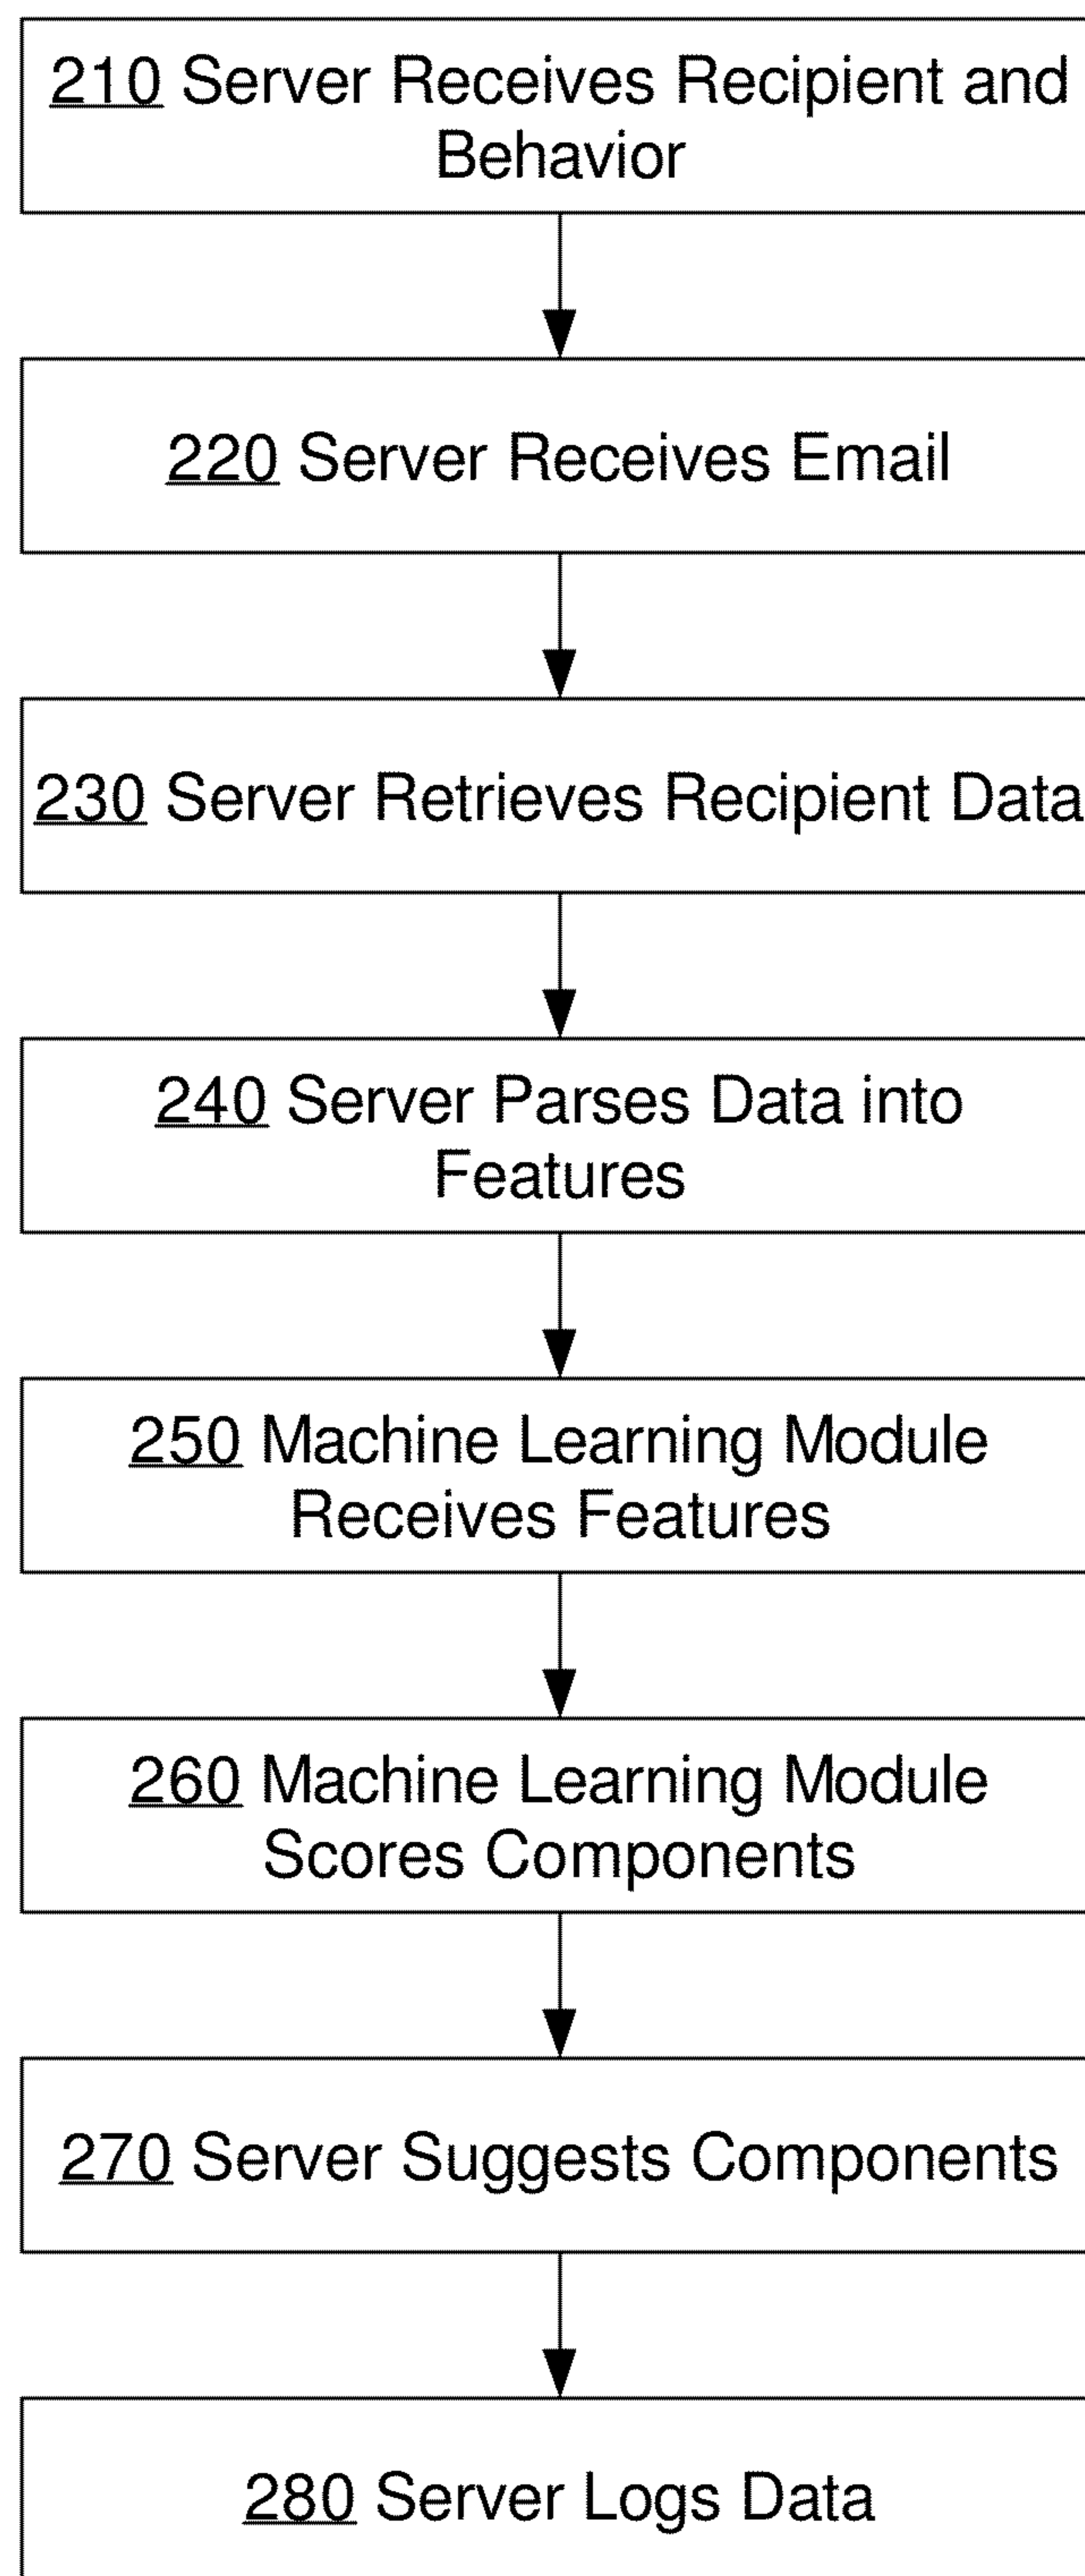 210 Server Receives Recipient and
Behavior
220 Server Receives Email
230 Server Retrieves Recipient Data
240 Server Parses Data into
Features
250 Machine Learning Module
Receives Features
260 Machine Learning Module
Scores Components
270 Server Suggests Components
280 Server Logs Data